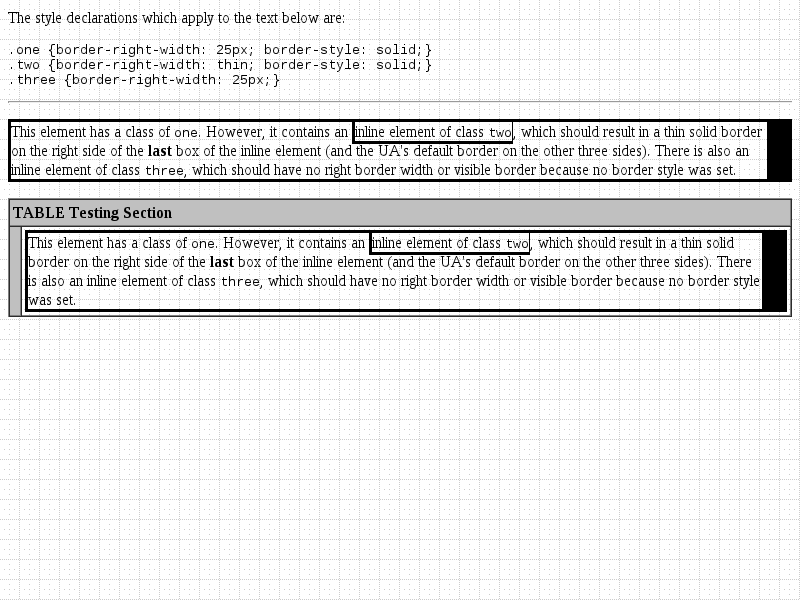 The style declarations which apply to the text below are:
.one {border-right-width: 25px; border-style: solid;}
.two {border-right-width: thin; border-style: solid;}
.three {border-right-width: 25px;}
This element has a class of one. However, it contains an inline element of class two, which should result in a thin solid border
on the right side of the last box of the inline element (and the UA's default border on the other three sides). There is also an
inline element of class three, which should have no right border width or visible border because no border style was set.
TABLE Testing Section
This element has a class of one. However, it contains an inline element of class two, which should result in a thin solid
border on the right side of the last box of the inline element (and the UA's default border on the other three sides). There
is also an inline element of class three, which should have no right border width or visible border because no border style
was set.